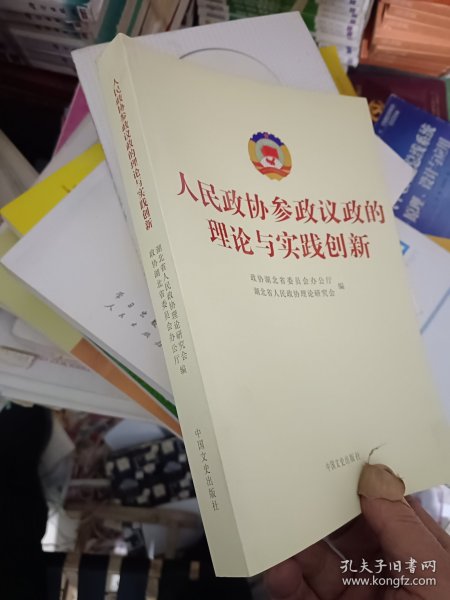 人民政协参政议政的
理论与实践创新
政协湖北省委员会办公厅
湖北省人民政协理论研究会 编
中国文史出版社
人民政协参政议政的理论与实践创新
湖北省人民政协理论研究会
政协湖北省委员会办公厅 编
中国文史出版社
孔夫子旧书网
www.kongfz.com